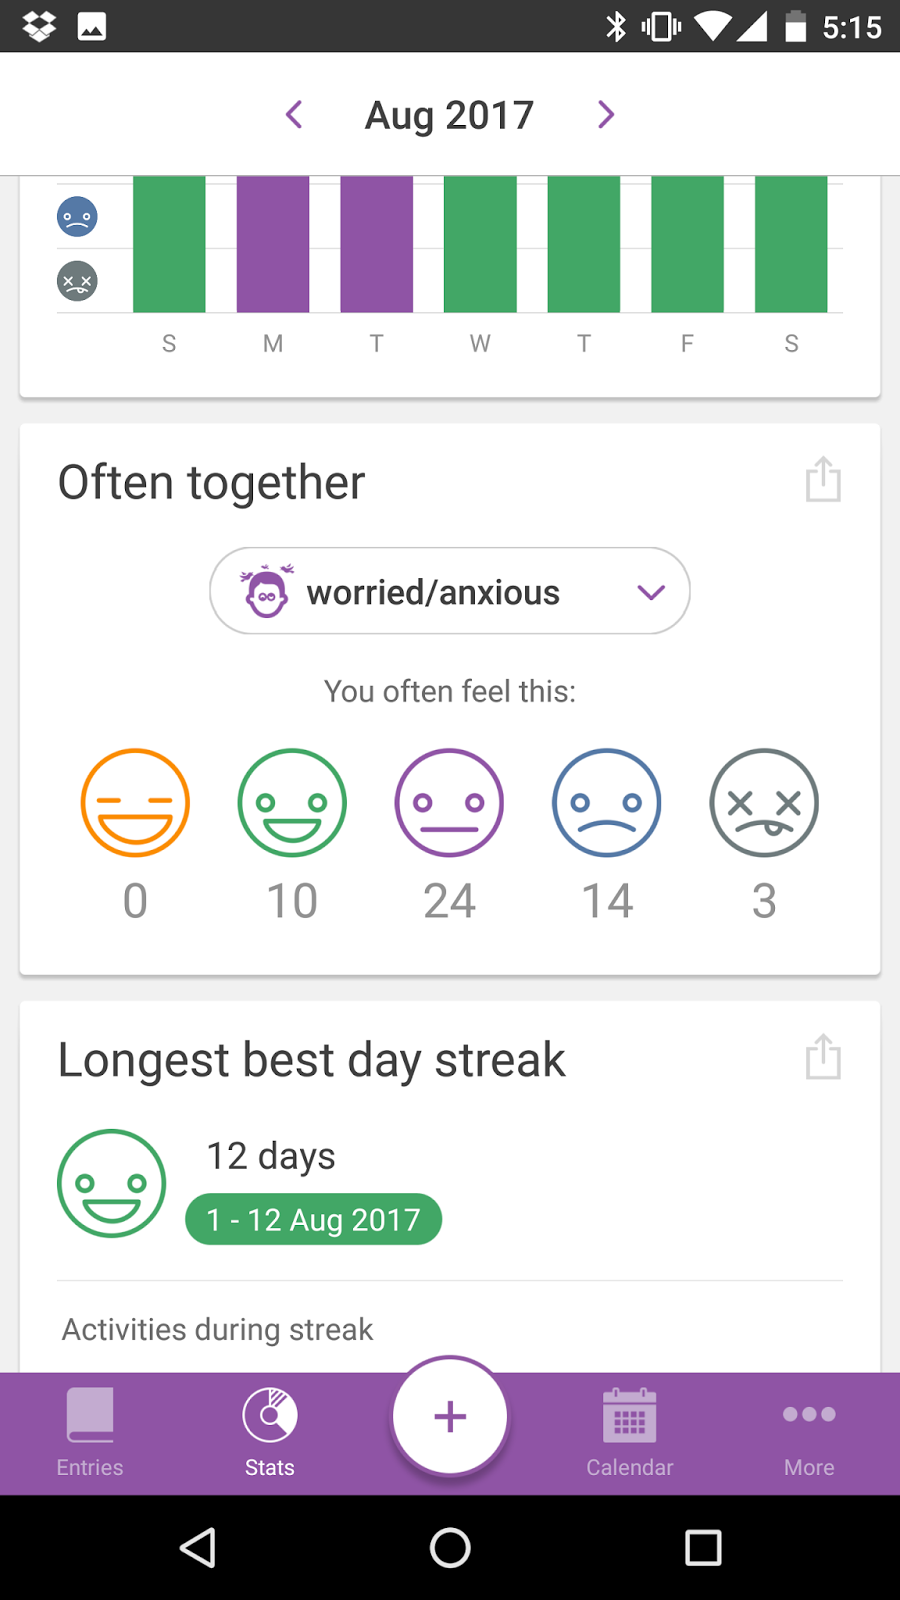 5:15
Aug 2017
S M T W T F S
Often together
worried/anxious
You often feel this:
0 10 24 14 3
Longest best day streak
12 days
1 - 12 Aug 2017
Activities during streak
+
Entries Stats Calendar More